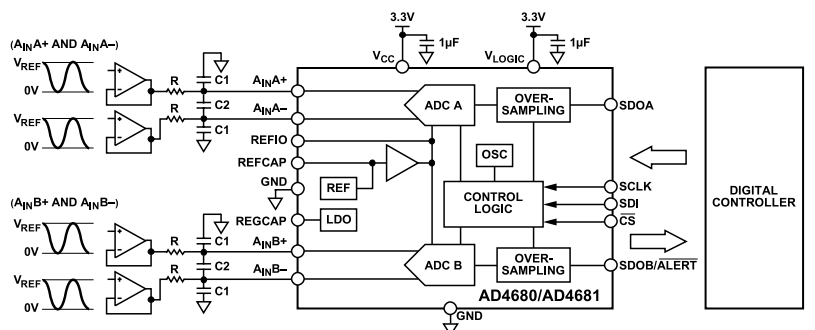 3.3V
3.3V
1µF
1µF
VCC
VLOGIC
(AINA+ AND AINA–)
VREF
0V
R
C1
AINA+
C2
VREF
0V
R
C1
AINA–
REFIO
REFCAP
GND
REF
ADC A
OVER-
SAMPLING
SDOA
OSC
CONTROL
LOGIC
SCLK
SDI
CS
DIGITAL
CONTROLLER
(AINB+ AND AINB–)
REGCAP
LDO
VREF
0V
R
C1
AINB+
C2
VREF
0V
R
C1
AINB–
ADC B
OVER-
SAMPLING
SDOB/ALERT
AD4680/AD4681
GND